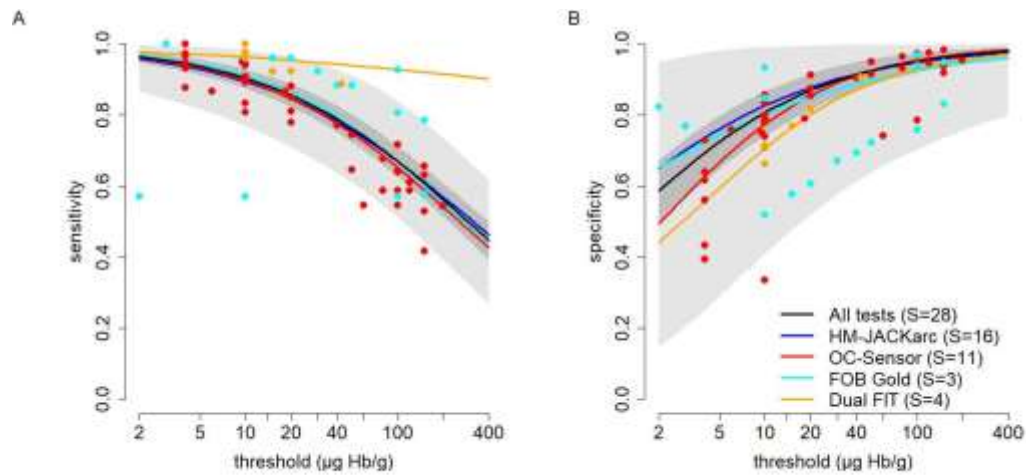 A
B
sensitivity
1.0
0.8
0.6
0.4
0.2
0.0
2
5
10
20
40
100
400
threshold (µg Hb/g)
specificity
1.0
0.8
0.6
0.4
0.2
0.0
All tests (S=28)
HM-JACKarc (S=16)
OC-Sensor (S=11)
FOB Gold (S=3)
Dual FIT (S=4)
2
5
10
20
40
100
400
threshold (µg Hb/g)